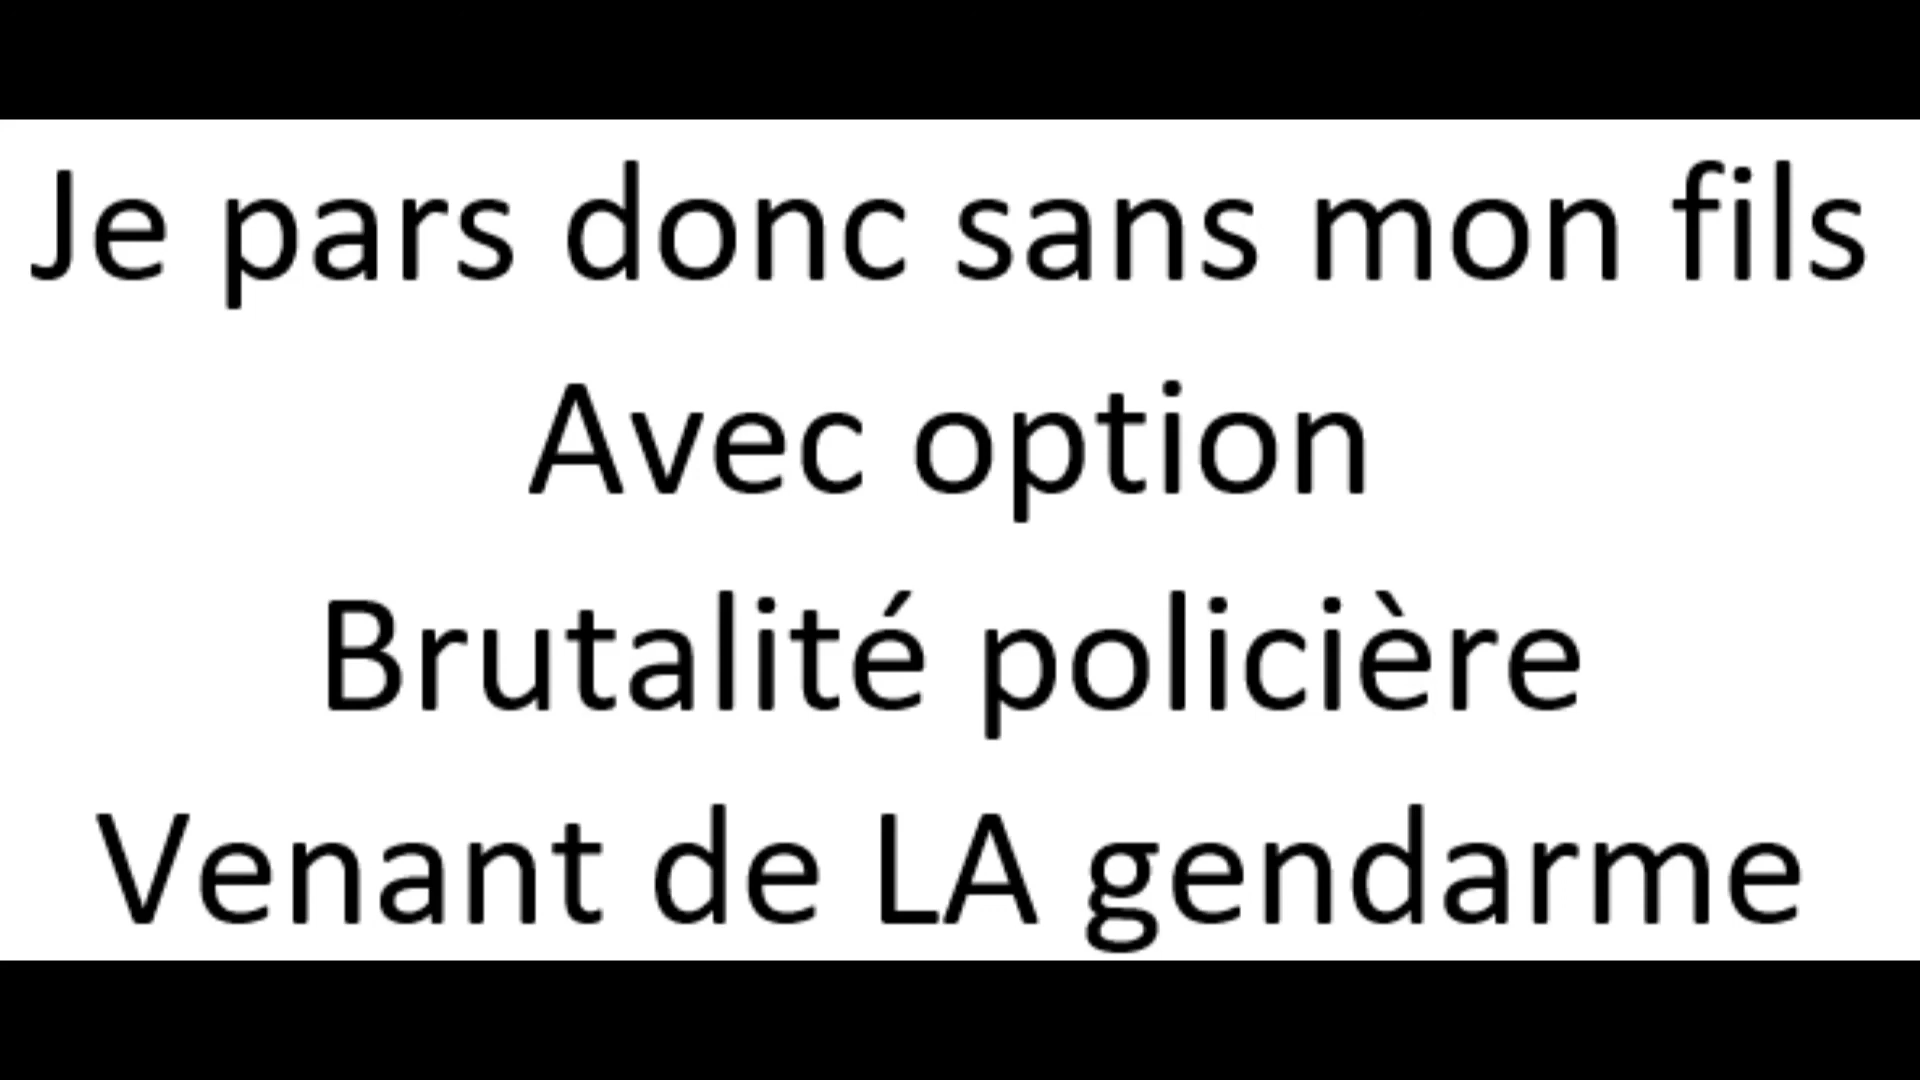 Je pars donc sans mon fils
Avec option
Brutalité policière
Venant de LA gendarme